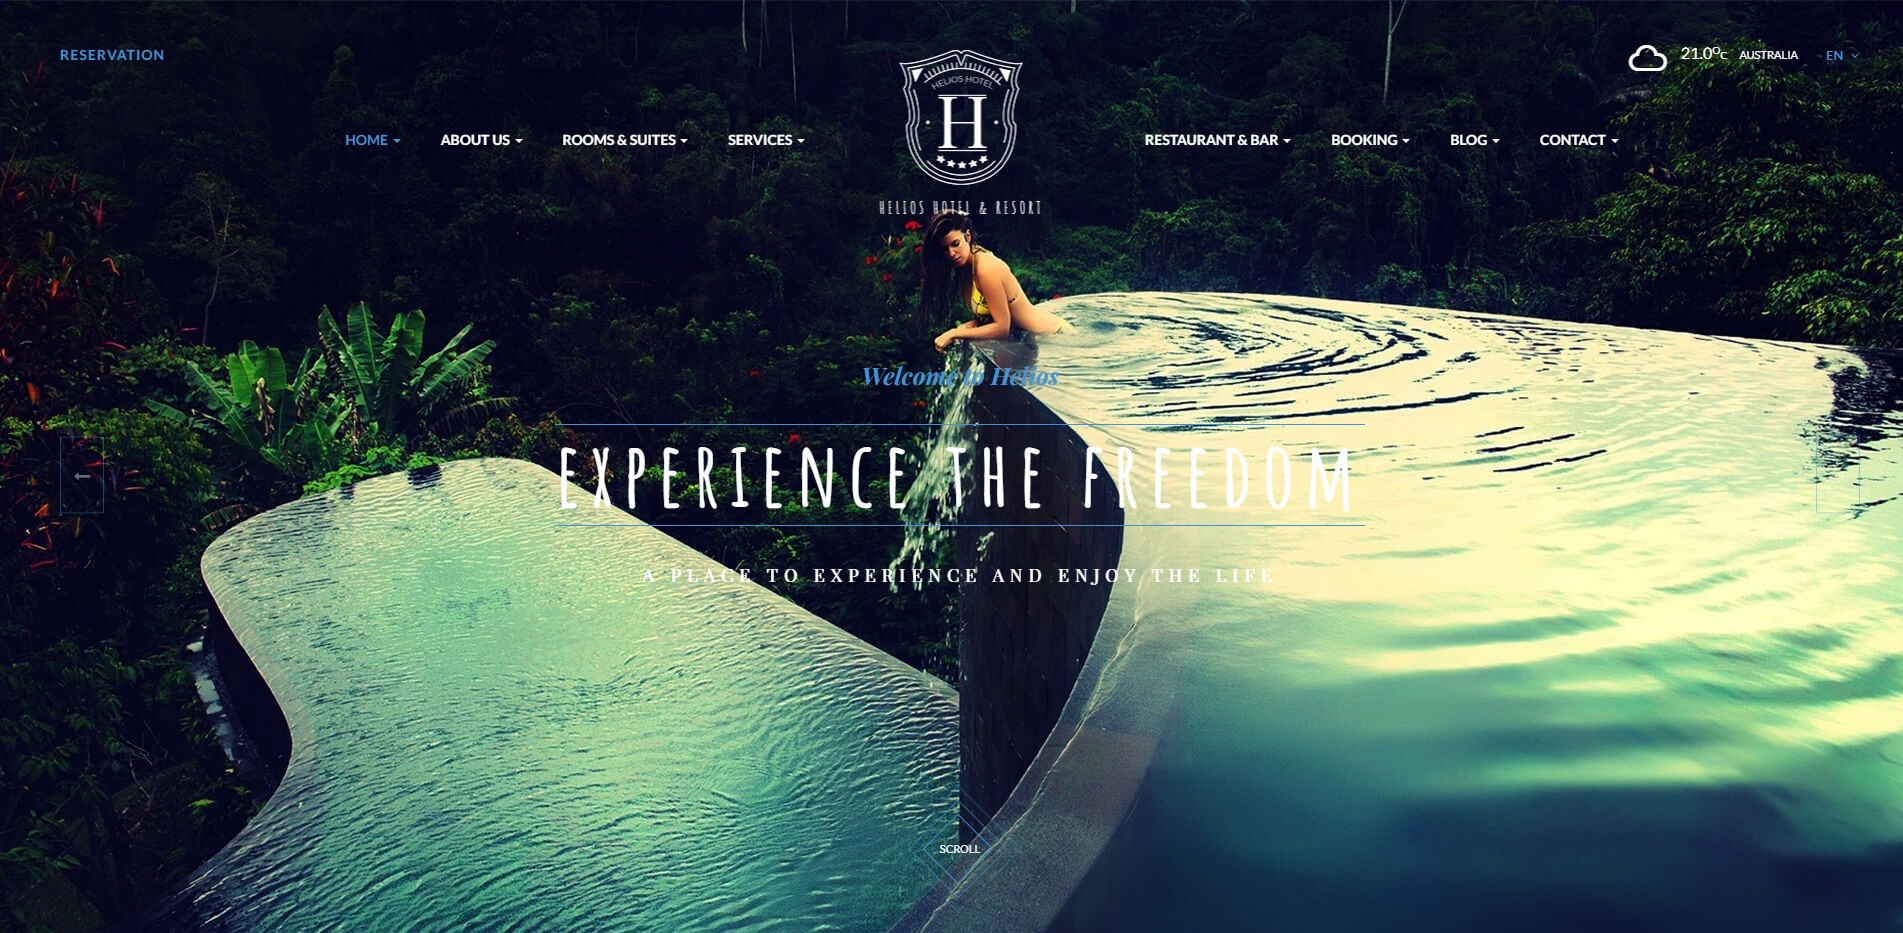 RESERVATION
21.0°C AUSTRALIA EN
HELIOS HOTEL
H
HELIOS HOTEL & RESORT
HOME ABOUT US ROOMS & SUITES SERVICES RESTAURANT & BAR BOOKING BLOG CONTACT
Welcome to Helios
EXPERIENCE THE FREEDOM
A PLACE TO EXPERIENCE AND ENJOY THE LIFE
SCROLL